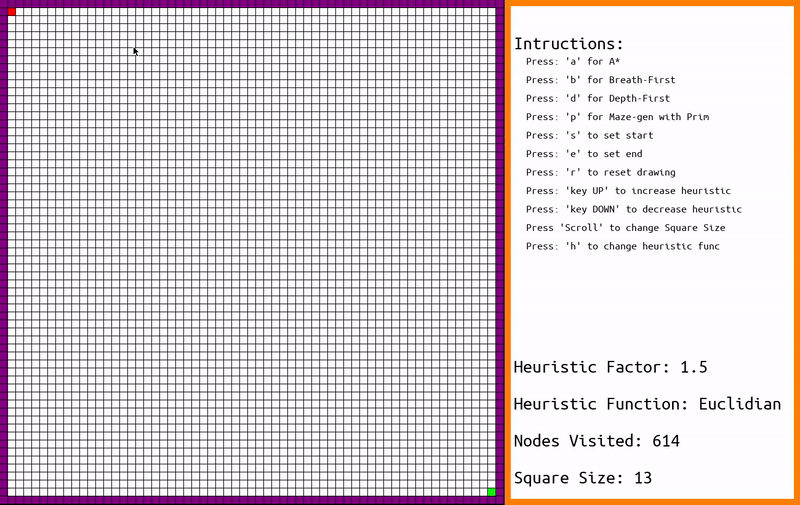 Intructions:
Press: 'a' for A*
Press: 'b' for Breath-First
Press: 'd' for Depth-First
Press: 'p' for Maze-gen with Prim
Press: 's' to set start
Press: 'e' to set end
Press: 'r' to reset drawing
Press: 'key UP' to increase heuristic
Press: 'key DOWN' to decrease heuristic
Press 'Scroll' to change Square Size
Press: 'h' to change heuristic func
Heuristic Factor: 1.5
Heuristic Function: Euclidian
Nodes Visited: 614
Square Size: 13